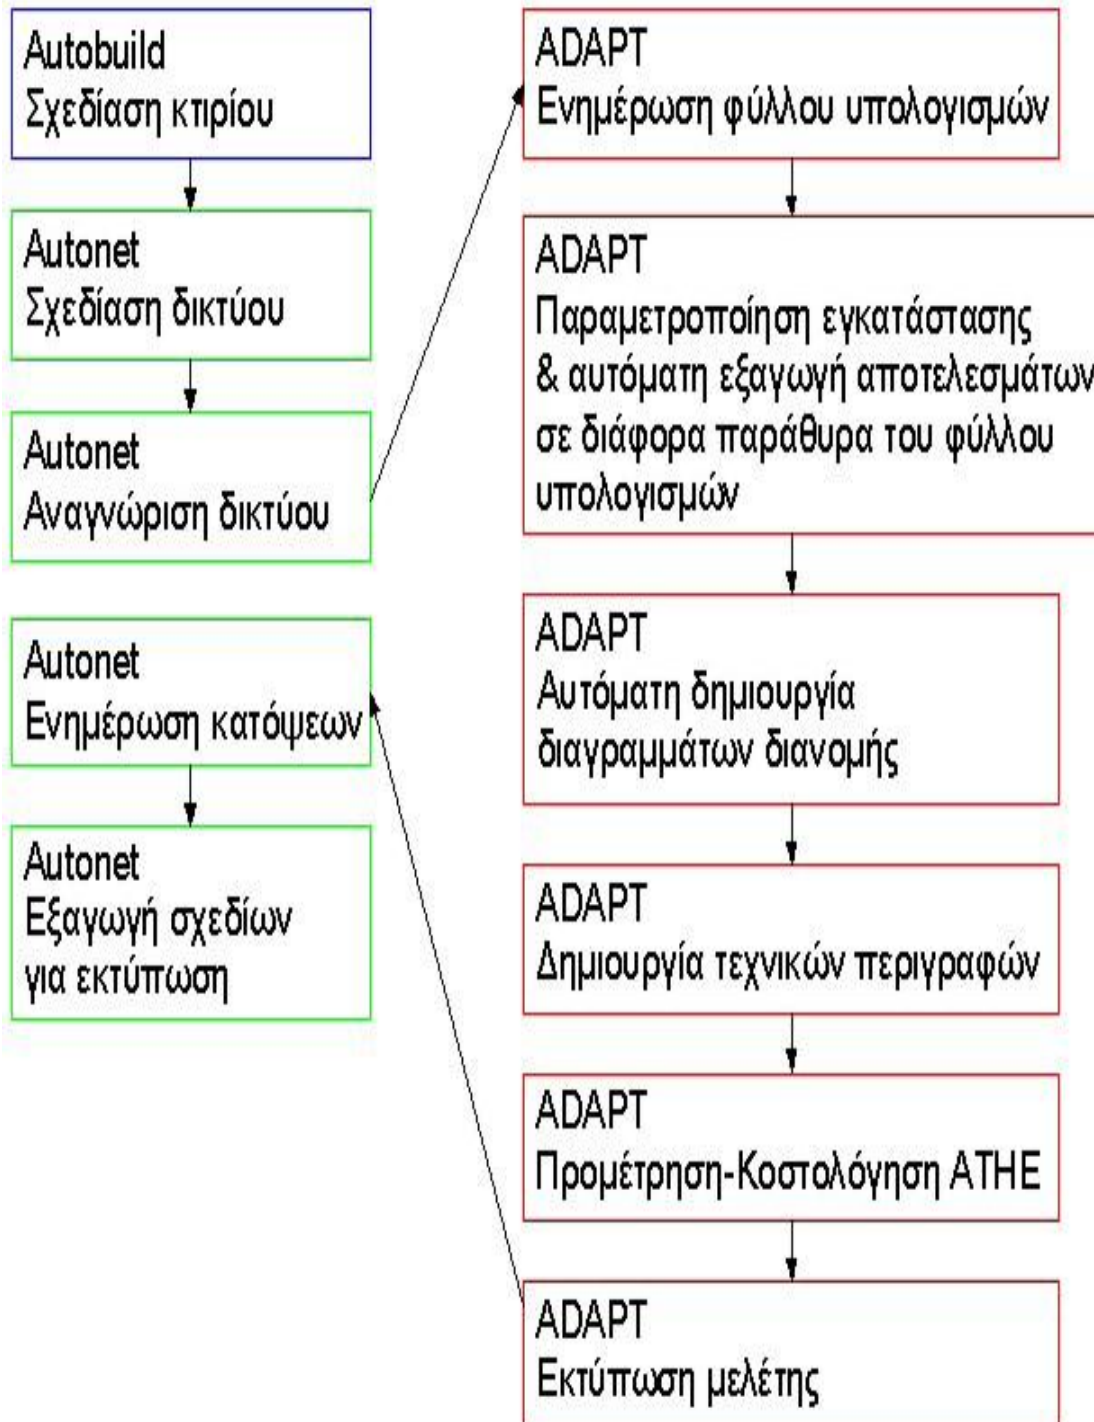 Autobuild
Σχεδίαση κτιρίου
Autonet
Σχεδίαση δικτύου
Autonet
Αναγνώριση δικτύου
ADAPT
Ενημέρωση φύλλου υπολογισμών
ADAPT
Παραμετροποίηση εγκατάστασης
& αυτόματη εξαγωγή αποτελεσμάτων
σε διάφορα παράθυρα του φύλλου
υπολογισμών
ADAPT
Αυτόματη δημιουργία
διαγραμμάτων διανομής
ADAPT
Δημιουργία τεχνικών περιγραφών
ADAPT
Προμέτρηση-Κοστολόγηση ΑΤΗΕ
ADAPT
Εκτύπωση μελέτης
Autonet
Ενημέρωση κατόψεων
Autonet
Εξαγωγή σχεδίων
για εκτύπωση